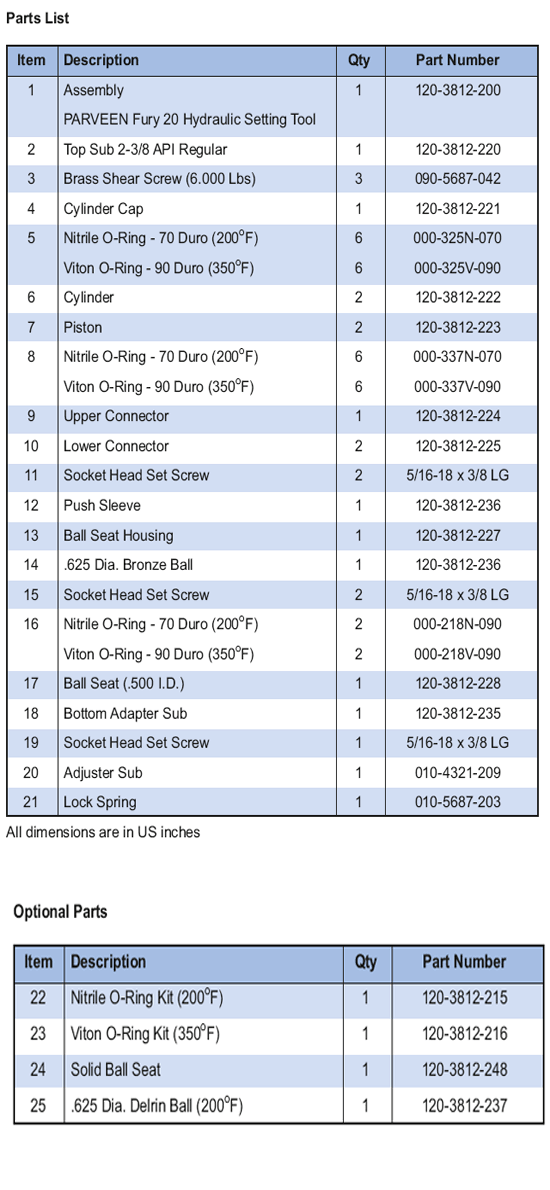 Parts List
Item Description Qty Part Number
1 Assembly 1 120-3812-200
PARVEEN Fury 20 Hydraulic Setting Tool
2 Top Sub 2-3/8 API Regular 1 120-3812-220
3 Brass Shear Screw (6.000 Lbs) 3 090-5687-042
4 Cylinder Cap 1 120-3812-221
5 Nitrile O-Ring - 70 Duro (200°F) 6 000-325N-070
Viton O-Ring - 90 Duro (350°F) 6 000-325V-090
6 Cylinder 2 120-3812-222
7 Piston 2 120-3812-223
8 Nitrile O-Ring - 70 Duro (200°F) 6 000-337N-070
Viton O-Ring - 90 Duro (350°F) 6 000-337V-090
9 Upper Connector 1 120-3812-224
10 Lower Connector 2 120-3812-225
11 Socket Head Set Screw 2 5/16-18 x 3/8 LG
12 Push Sleeve 1 120-3812-236
13 Ball Seat Housing 1 120-3812-227
14 .625 Dia. Bronze Ball 1 120-3812-236
15 Socket Head Set Screw 2 5/16-18 x 3/8 LG
16 Nitrile O-Ring - 70 Duro (200°F) 2 000-218N-090
Viton O-Ring - 90 Duro (350°F) 2 000-218V-090
17 Ball Seat (.500 I.D.) 1 120-3812-228
18 Bottom Adapter Sub 1 120-3812-235
19 Socket Head Set Screw 1 5/16-18 x 3/8 LG
20 Adjuster Sub 1 010-4321-209
21 Lock Spring 1 010-5687-203
All dimensions are in US inches
Optional Parts
Item Description Qty Part Number
22 Nitrile O-Ring Kit (200°F) 1 120-3812-215
23 Viton O-Ring Kit (350°F) 1 120-3812-216
24 Solid Ball Seat 1 120-3812-248
25 .625 Dia. Delrin Ball (200°F) 1 120-3812-237